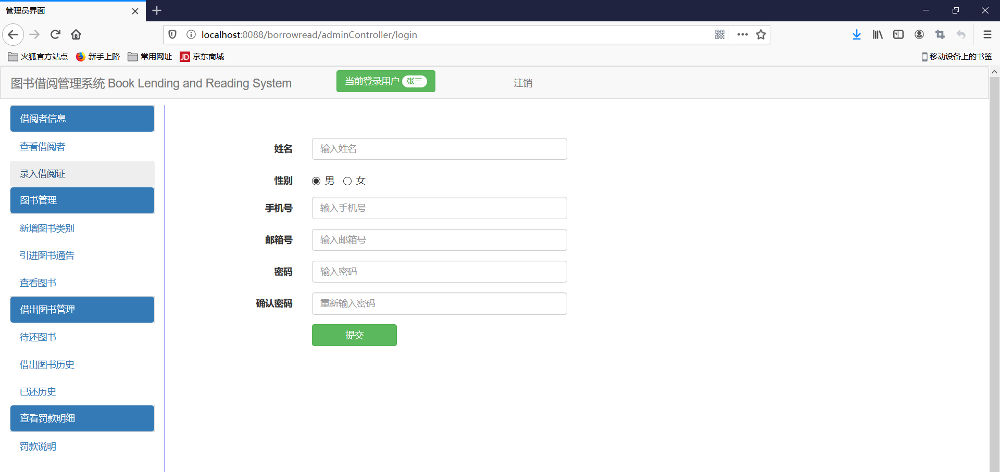 管理员界面
localhost:8088/borrowread/adminController/login
火狐官方站点 新手上路 常用网址 JD 京东商城 移动设备上的书签
图书借阅管理系统 Book Lending and Reading System 当前登录用户 张三 注销
借阅者信息
查看借阅者
录入借阅证
图书管理
新增图书类别
引进图书通告
查看图书
借出图书管理
待还图书
借出图书历史
已还历史
查看罚款明细
罚款说明
姓名 输入姓名
性别 男 女
手机号 输入手机号
邮箱号 输入邮箱号
密码 输入密码
确认密码 重新输入密码
提交